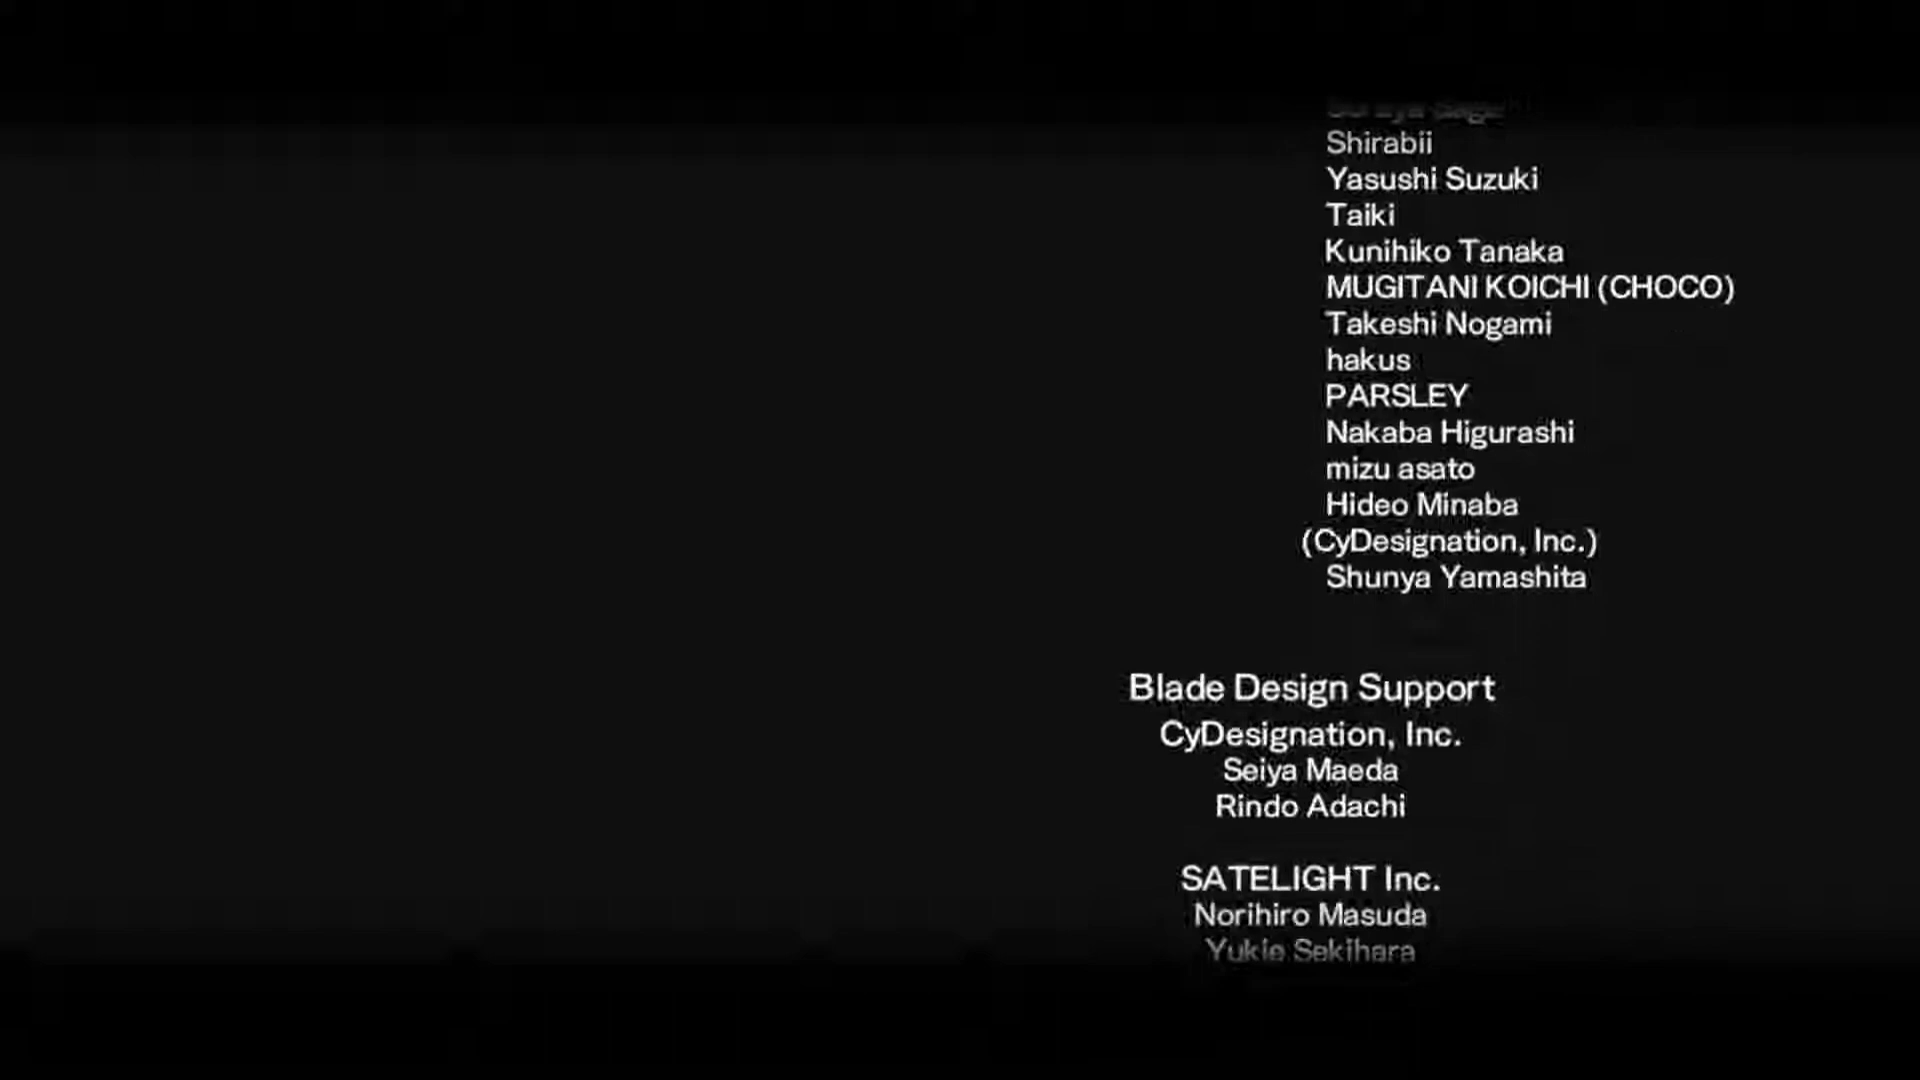 Shirabii
Yasushi Suzuki
Taiki
Kunihiko Tanaka
MUGITANI KOICHI (CHOCO)
Takeshi Nogami
hakus
PARSLEY
Nakaba Higurashi
mizu asato
Hideo Minaba
(CyDesignation, Inc.)
Shunya Yamashita
Blade Design Support
CyDesignation, Inc.
Seiya Maeda
Rindo Adachi
SATELIGHT Inc.
Norihiro Masuda
Yukie Sekihara